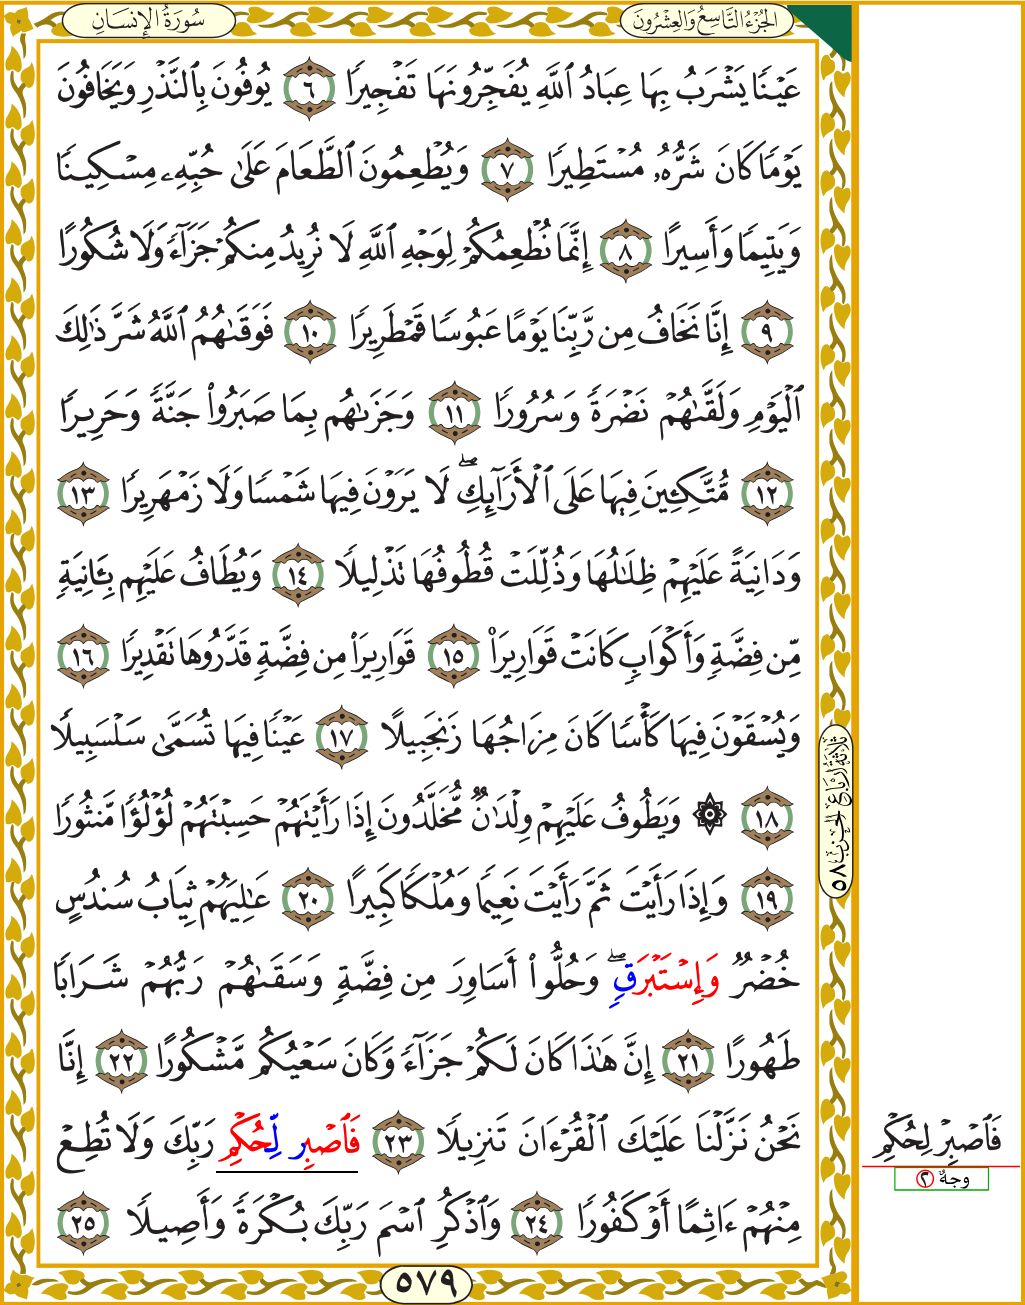 سُورَةُ الإِنسَانِ
الجُزْءُ التَّاسِعُ وَالعِشْرُونَ
عَيْنٗا يَشْرَبُ بِهَا عِبَادُ ٱللَّهِ يُفَجِّرُونَهَا تَفْجِيرٗا ٦ يُوفُونَ بِٱلنَّذْرِ وَيَخَافُونَ
يَوْمٗا كَانَ شَرُّهُۥ مُسْتَطِيرٗا ٧ وَيُطْعِمُونَ ٱلطَّعَامَ عَلَىٰ حُبِّهِۦ مِسْكِينٗا
وَيَتِيمٗا وَأَسِيرًا ٨ إِنَّمَا نُطْعِمُكُمْ لِوَجْهِ ٱللَّهِ لَا نُرِيدُ مِنكُمْ جَزَآءٗ وَلَا شُكُورًا
٩ إِنَّا نَخَافُ مِن رَّبِّنَا يَوْمًا عَبُوسٗا قَمْطَرِيرٗا ١٠ فَوَقَىٰهُمُ ٱللَّهُ شَرَّ ذَٰلِكَ
ٱلْيَوْمِ وَلَقَّىٰهُمْ نَضْرَةٗ وَسُرُورٗا ١١ وَجَزَىٰهُم بِمَا صَبَرُواْ جَنَّةٗ وَحَرِيرٗا
١٢ مُّتَّكِـِٔينَ فِيهَا عَلَى ٱلْأَرَآئِكِۖ لَا يَرَوْنَ فِيهَا شَمْسٗا وَلَا زَمْهَرِيرٗا ١٣
وَدَانِيَةً عَلَيْهِمْ ظِلَٰلُهَا وَذُلِّلَتْ قُطُوفُهَا تَذْلِيلٗا ١٤ وَيُطَافُ عَلَيْهِم بِـَٔانِيَةٖ
مِّن فِضَّةٖ وَأَكْوَابٖ كَانَتْ قَوَارِيرَا۠ ١٥ قَوَارِيرَاْ مِن فِضَّةٖ قَدَّرُوهَا تَقْدِيرٗا ١٦
وَيُسْقَوْنَ فِيهَا كَأْسٗا كَانَ مِزَاجُهَا زَنجَبِيلًا ١٧ عَيْنٗا فِيهَا تُسَمَّىٰ سَلْسَبِيلٗا
١٨ ۞ وَيَطُوفُ عَلَيْهِمْ وِلْدَٰنٞ مُّخَلَّدُونَ إِذَا رَأَيْتَهُمْ حَسِبْتَهُمْ لُؤْلُؤٗا مَّنثُورٗا
١٩ وَإِذَا رَأَيْتَ ثَمَّ رَأَيْتَ نَعِيمٗا وَمُلْكٗا كَبِيرًا ٢٠ عَٰلِيَهُمْ ثِيَابُ سُندُسٍ
خُضْرٞ وَإِسْتَبْرَقٖۖ وَحُلُّوٓاْ أَسَاوِرَ مِن فِضَّةٖ وَسَقَىٰهُمْ رَبُّهُمْ شَرَابٗا
طَهُورًا ٢١ إِنَّ هَٰذَا كَانَ لَكُمْ جَزَآءٗ وَكَانَ سَعْيُكُم مَّشْكُورًا ٢٢ إِنَّا
نَحْنُ نَزَّلْنَا عَلَيْكَ ٱلْقُرْءَانَ تَنزِيلٗا ٢٣ فَٱصْبِر لِّحُكْمِ رَبِّكَ وَلَا تُطِعْ
مِنْهُمْ ءَاثِمًا أَوْ كَفُورٗا ٢٤ وَٱذْكُرِ ٱسْمَ رَبِّكَ بُكْرَةٗ وَأَصِيلٗا ٢٥
ثَلَاثَةُ أَرْبَاعِ الحِزْبِ ٥٨
فَٱصْبِرْ لِحُكْمِ
وجهٌ ٢
٥٧٩